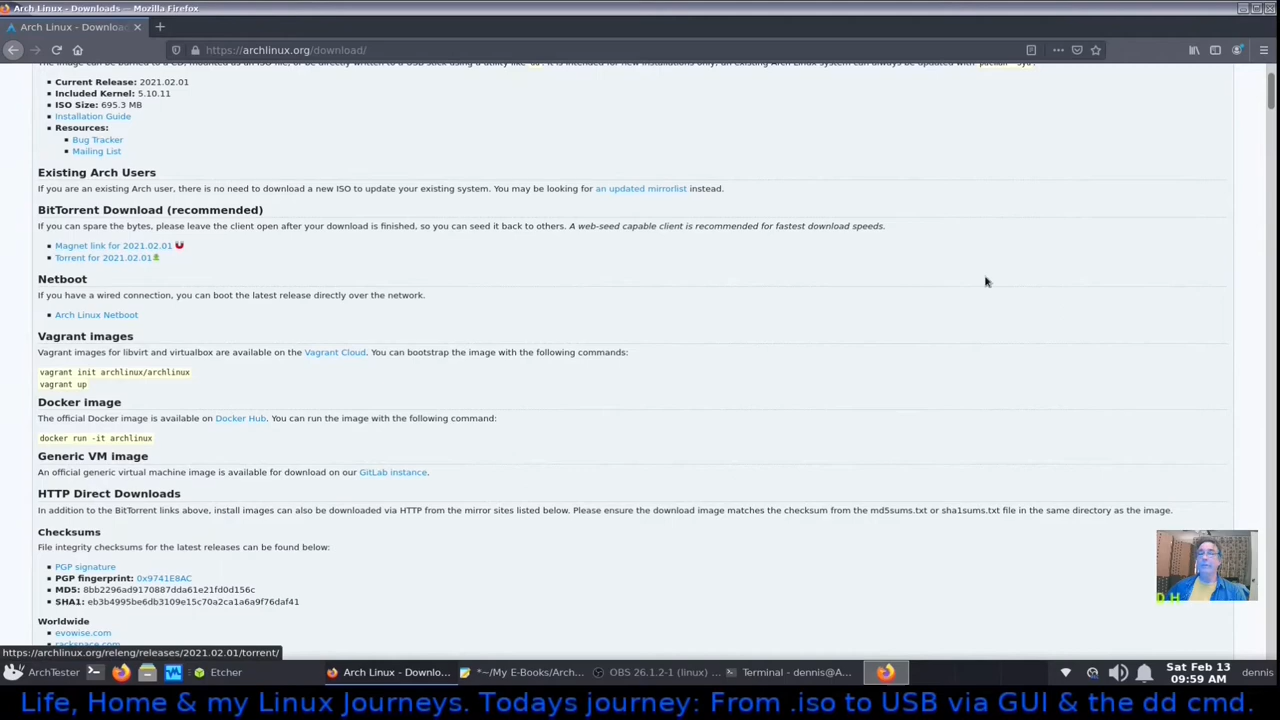 Arch Linux - Downloads — Mozilla Firefox
Arch Linux - Downloads
https://archlinux.org/download/
The image can be burned to a CD, mounted as an ISO file, or be directly written to a USB stick using a utility like `dd`. It is intended for new installations only; an existing Arch Linux system can always be updated with pacman -Syu.
Current Release: 2021.02.01
Included Kernel: 5.10.11
ISO Size: 695.3 MB
Installation Guide
Resources:
Bug Tracker
Mailing List
Existing Arch Users
If you are an existing Arch user, there is no need to download a new ISO to update your existing system. You may be looking for an updated mirrorlist instead.
BitTorrent Download (recommended)
If you can spare the bytes, please leave the client open after your download is finished, so you can seed it back to others. A web-seed capable client is recommended for fastest download speeds.
Magnet link for 2021.02.01
Torrent for 2021.02.01
Netboot
If you have a wired connection, you can boot the latest release directly over the network.
Arch Linux Netboot
Vagrant images
Vagrant images for libvirt and virtualbox are available on the Vagrant Cloud. You can bootstrap the image with the following commands:
vagrant init archlinux/archlinux
vagrant up
Docker image
The official Docker image is available on Docker Hub. You can run the image with the following command:
docker run -it archlinux
Generic VM image
An official generic virtual machine image is available for download on our GitLab instance.
HTTP Direct Downloads
In addition to the BitTorrent links above, install images can also be downloaded via HTTP from the mirror sites listed below. Please ensure the download image matches the checksum from the md5sums.txt or sha1sums.txt file in the same directory as the image.
Checksums
File integrity checksums for the latest releases can be found below:
PGP signature
PGP fingerprint: 0x9741E8AC
MD5: 8bb2296ad9170887dda61e21fd0d156c
SHA1: eb3b4995be6db3109e15c70a2ca1a6a9f76daf41
Worldwide
evowise.com
rackspace.com
D H
https://archlinux.org/releng/releases/2021.02.01/torrent/
ArchTester
Etcher
Arch Linux - Downlo...
*~/My E-Books/Arch...
OBS 26.1.2-1 (linux) ...
Terminal - dennis@A...
Sat Feb 13
09:59 AM
dennis
Life, Home & my Linux Journeys. Todays journey: From .iso to USB via GUI & the dd cmd.